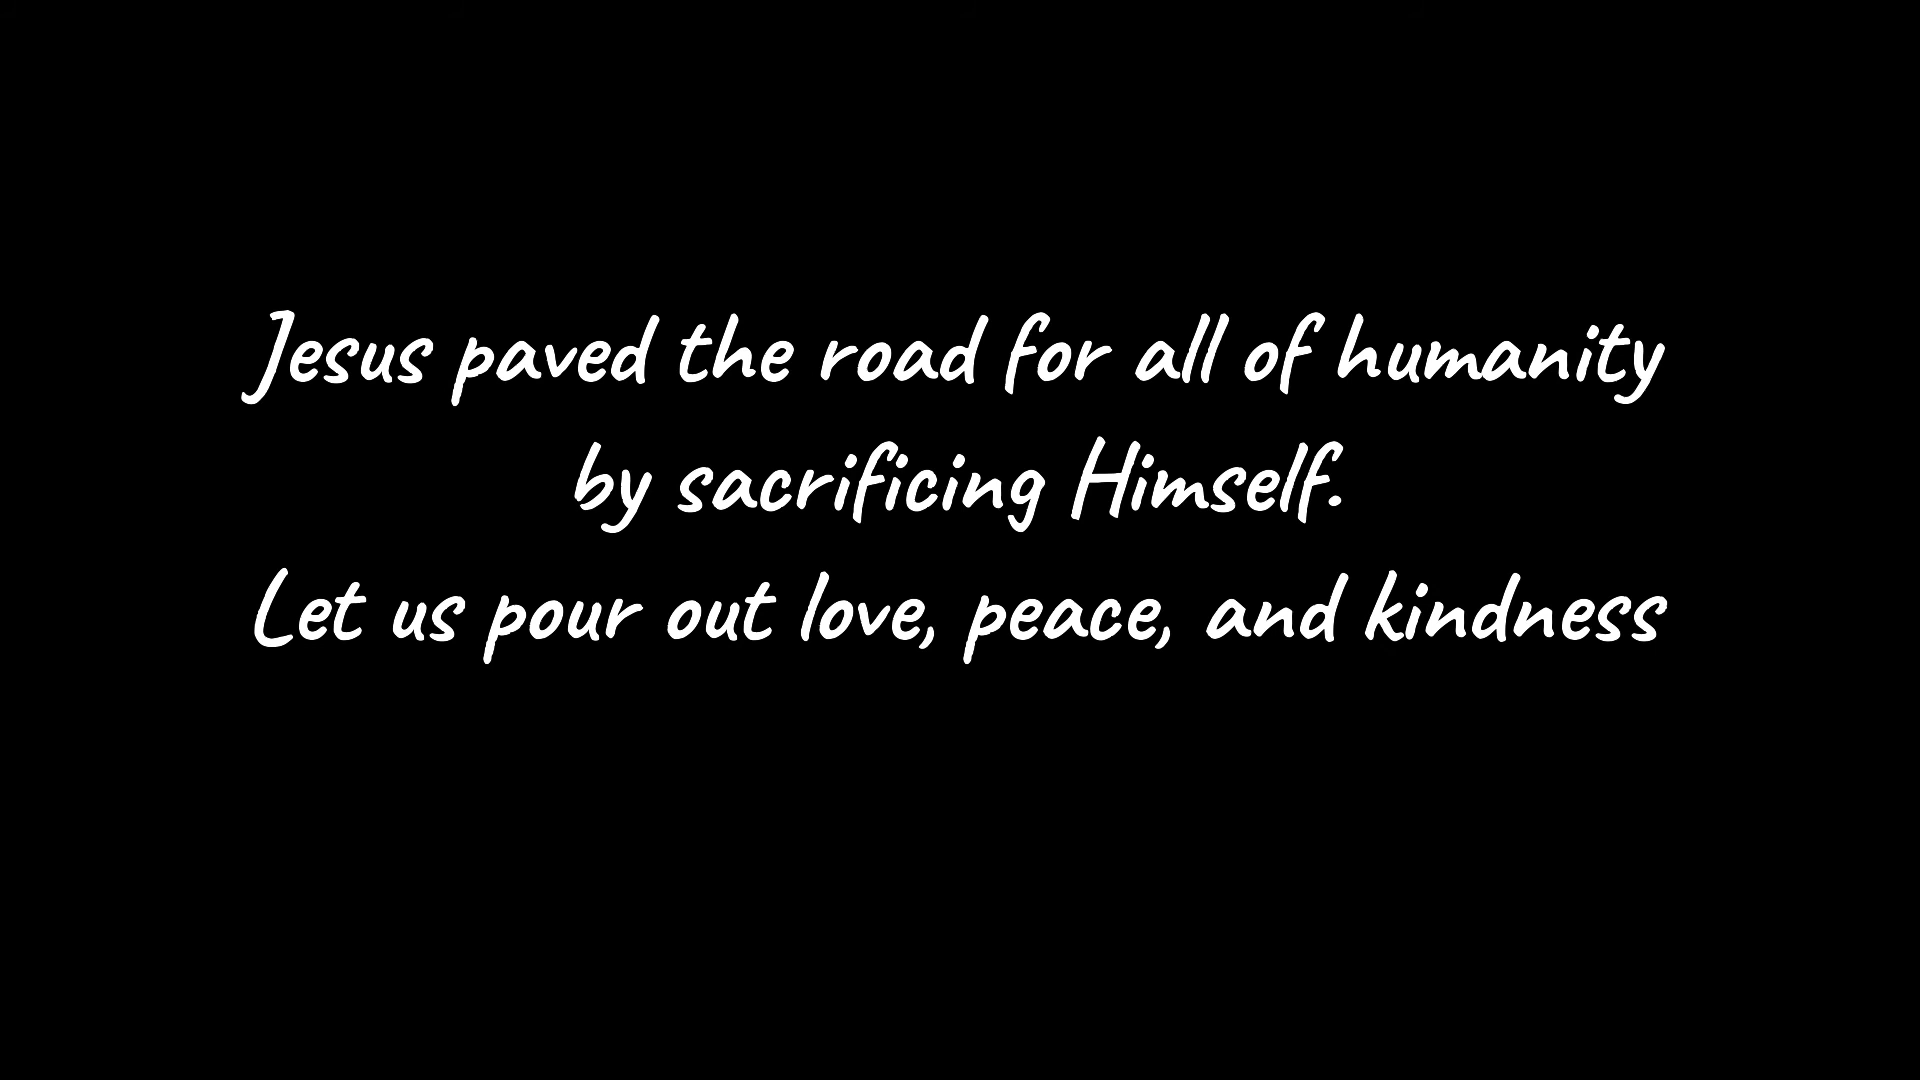 Jesus paved the road for all of humanity
by sacrificing Himself.
Let us pour out love, peace, and kindness